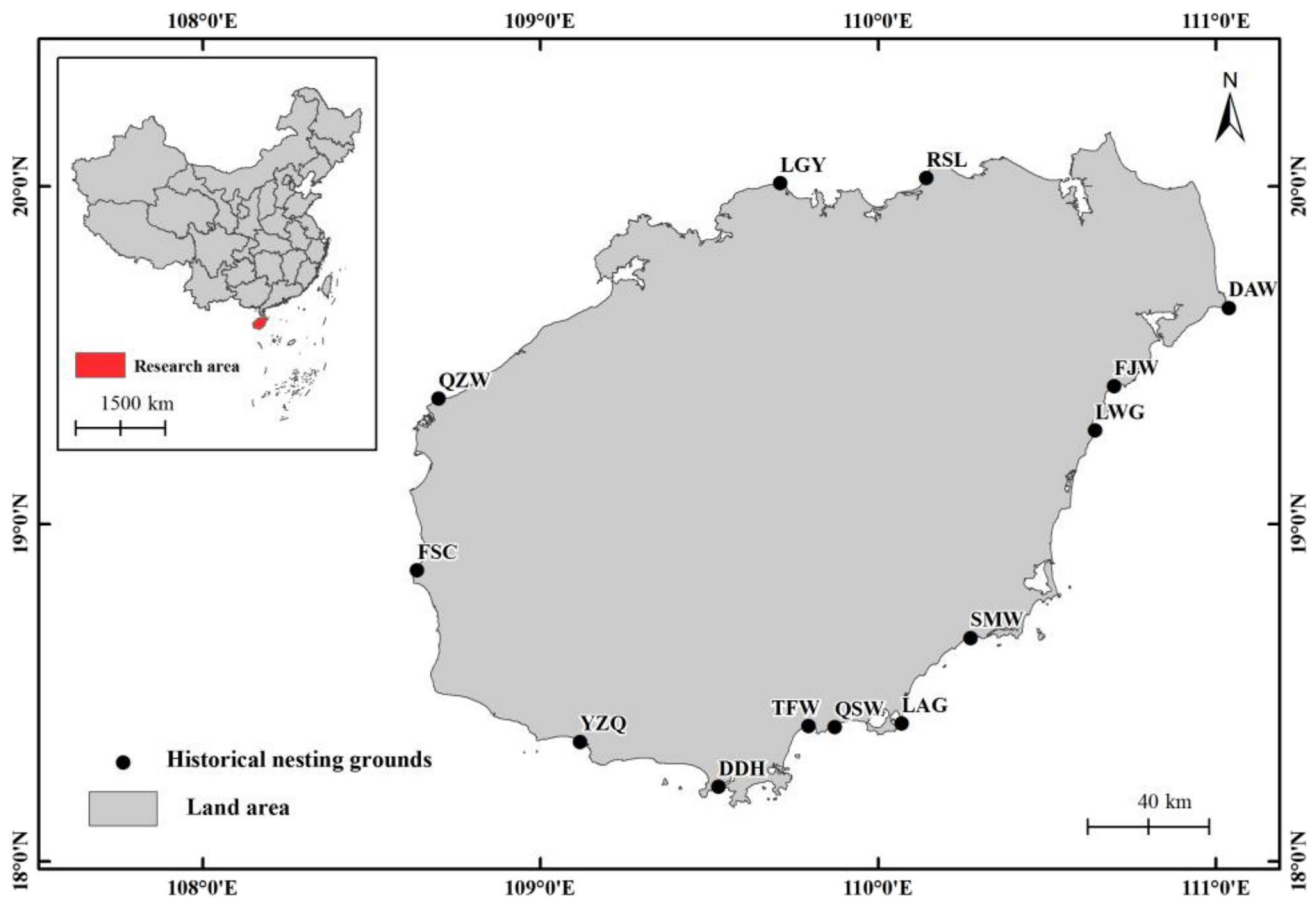 108°0'E
109°0'E
110°0'E
111°0'E
N
20°0'N
20°0'N
LGY
RSL
DAW
Research area
1500 km
QZW
FJW
LWG
19°0'N
19°0'N
FSC
SMW
TFW
QSW
LAG
YZQ
DDH
Historical nesting grounds
Land area
40 km
18°0'N
18°0'N
108°0'E
109°0'E
110°0'E
111°0'E